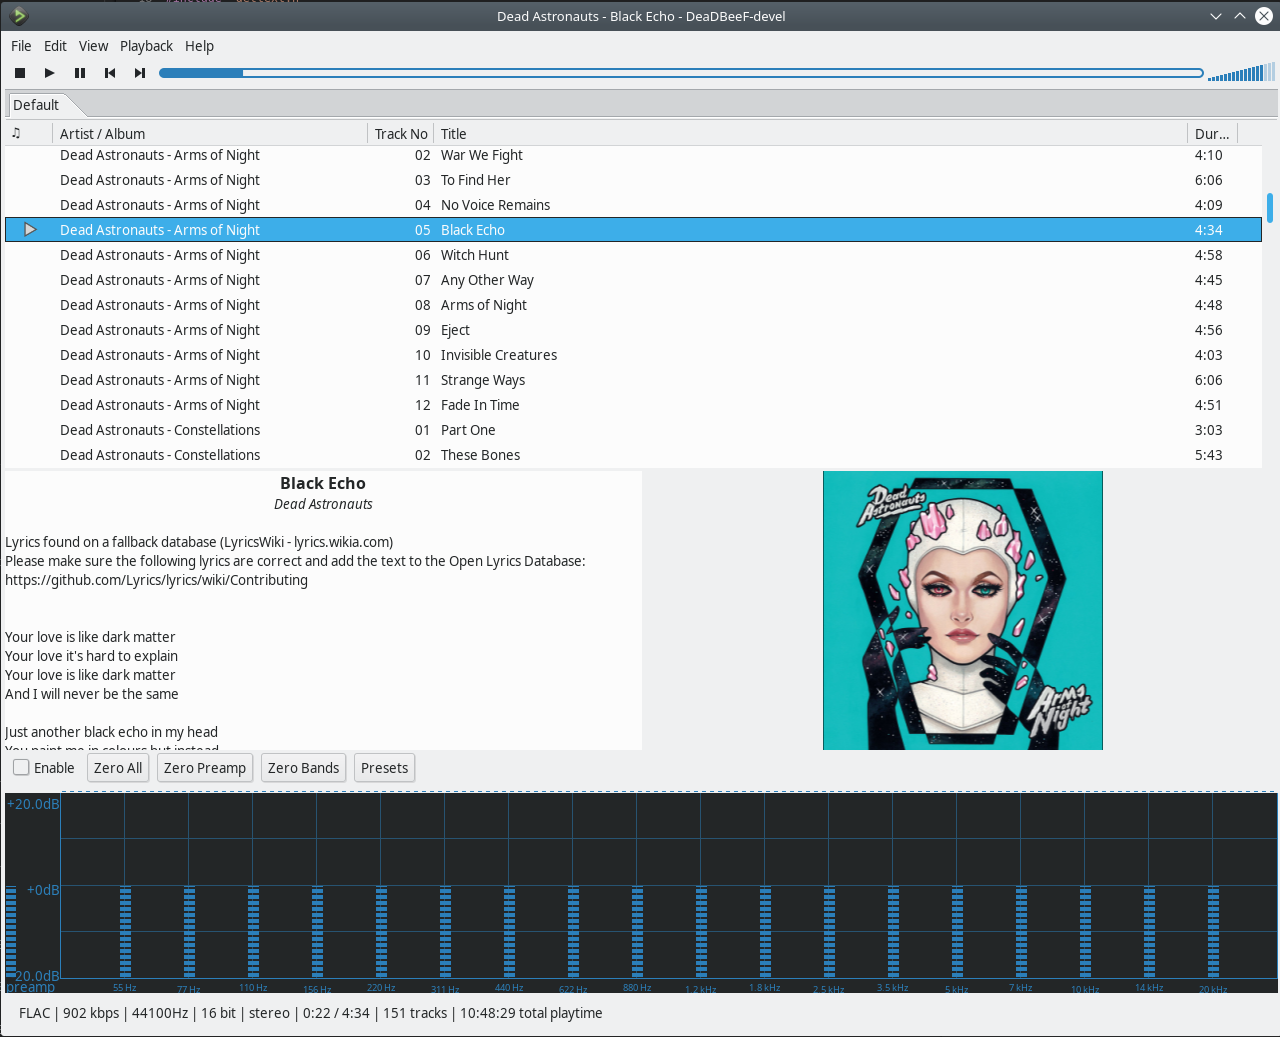 Dead Astronauts - Black Echo - DeaDBeeF-devel
File Edit View Playback Help
Default
♫ Artist / Album Track No Title Dur...
Dead Astronauts - Arms of Night 02 War We Fight 4:10
Dead Astronauts - Arms of Night 03 To Find Her 6:06
Dead Astronauts - Arms of Night 04 No Voice Remains 4:09
Dead Astronauts - Arms of Night 05 Black Echo 4:34
Dead Astronauts - Arms of Night 06 Witch Hunt 4:58
Dead Astronauts - Arms of Night 07 Any Other Way 4:45
Dead Astronauts - Arms of Night 08 Arms of Night 4:48
Dead Astronauts - Arms of Night 09 Eject 4:56
Dead Astronauts - Arms of Night 10 Invisible Creatures 4:03
Dead Astronauts - Arms of Night 11 Strange Ways 6:06
Dead Astronauts - Arms of Night 12 Fade In Time 4:51
Dead Astronauts - Constellations 01 Part One 3:03
Dead Astronauts - Constellations 02 These Bones 5:43
Black Echo
Dead Astronauts
Lyrics found on a fallback database (LyricsWiki - lyrics.wikia.com)
Please make sure the following lyrics are correct and add the text to the Open Lyrics Database:
https://github.com/Lyrics/lyrics/wiki/Contributing
Your love is like dark matter
Your love it's hard to explain
Your love is like dark matter
And I will never be the same
Just another black echo in my head
You paint me in colours but instead
Dead
Astronauts
Arms
of
Night
Enable Zero All Zero Preamp Zero Bands Presets
+20.0dB
+0dB
-20.0dB
preamp 55 Hz 77 Hz 110 Hz 156 Hz 220 Hz 311 Hz 440 Hz 622 Hz 880 Hz 1.2 kHz 1.8 kHz 2.5 kHz 3.5 kHz 5 kHz 7 kHz 10 kHz 14 kHz 20 kHz
FLAC | 902 kbps | 44100Hz | 16 bit | stereo | 0:22 / 4:34 | 151 tracks | 10:48:29 total playtime